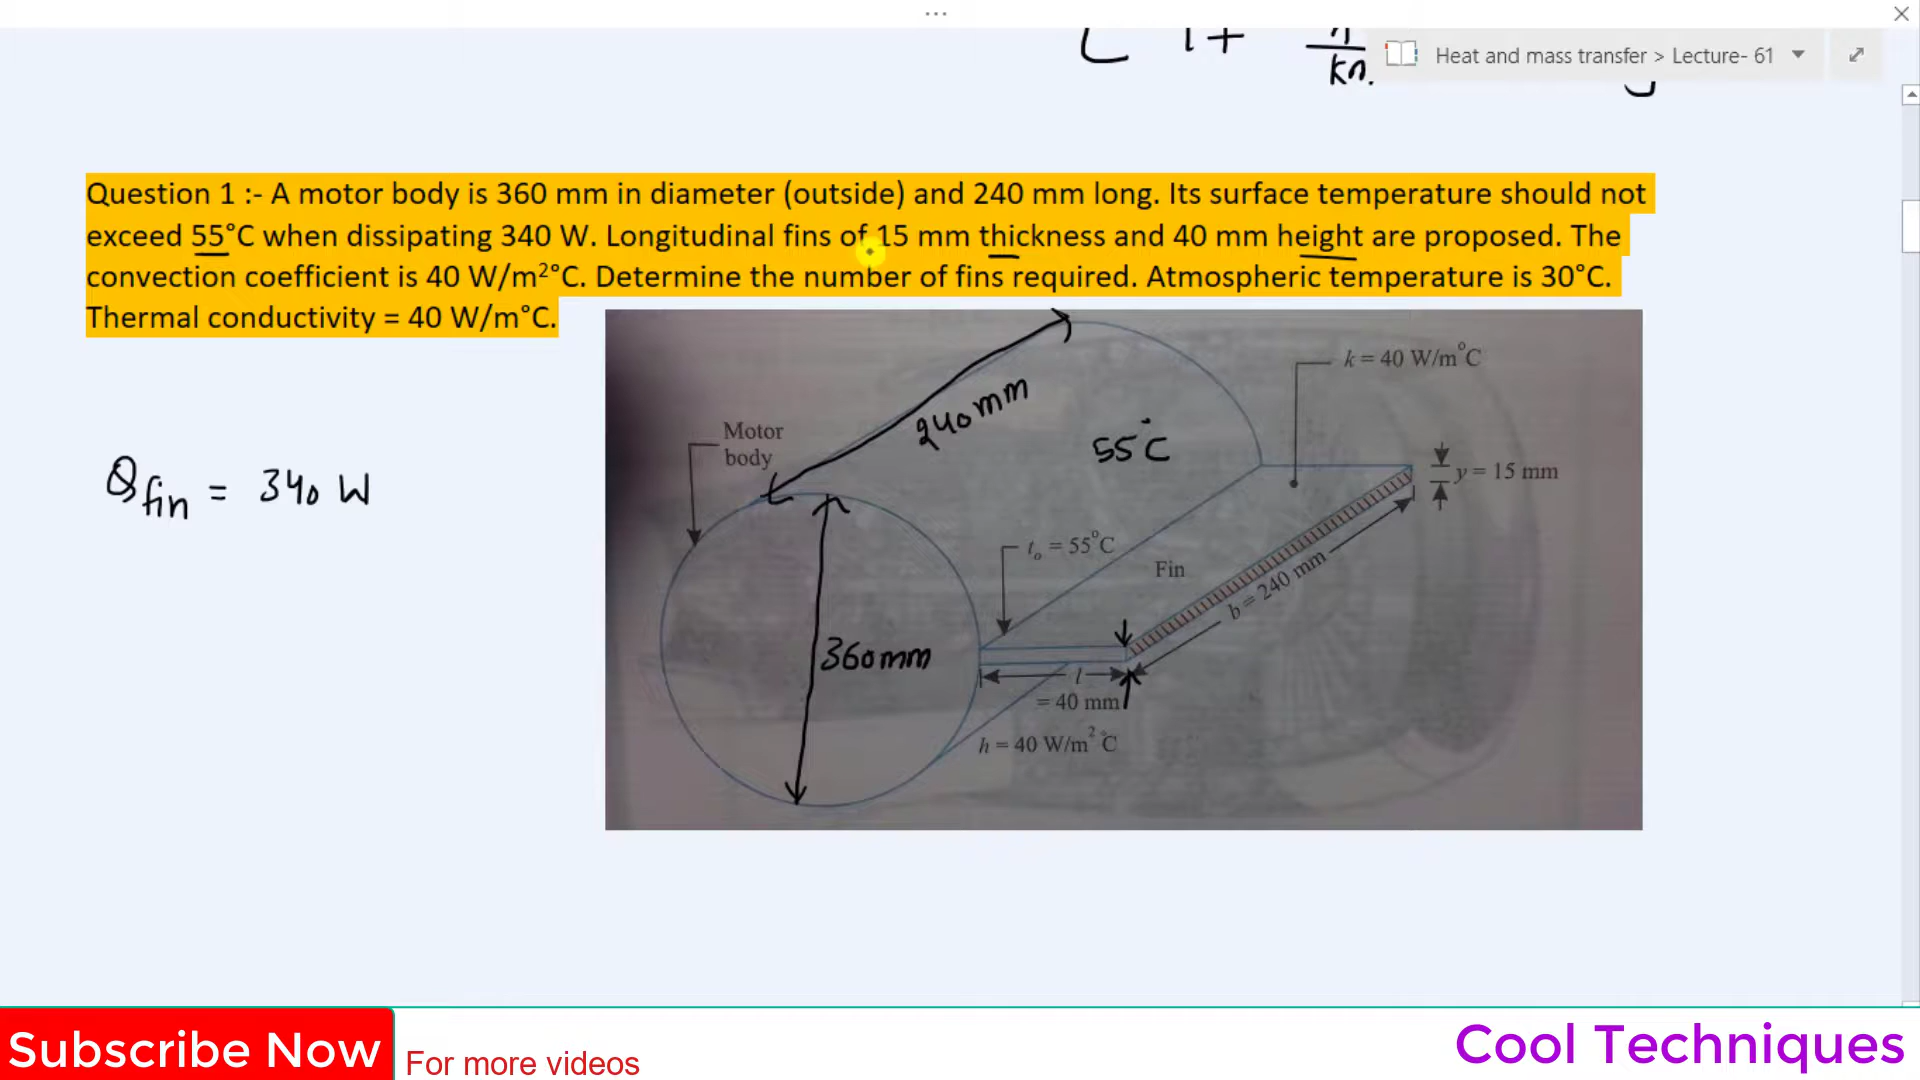 Heat and mass transfer > Lecture- 61
Question 1 :- A motor body is 360 mm in diameter (outside) and 240 mm long. Its surface temperature should not
exceed 55°C when dissipating 340 W. Longitudinal fins of 15 mm thickness and 40 mm height are proposed. The
convection coefficient is 40 W/m²°C. Determine the number of fins required. Atmospheric temperature is 30°C.
Thermal conductivity = 40 W/m°C.
k = 40 W/m°C
240mm
Motor
body
55°C
y = 15 mm
Qfin = 340 W
t₀ = 55°C
Fin
b = 240 mm
360mm
l
= 40 mm
h = 40 W/m²°C
Subscribe Now
For more videos
Cool Techniques